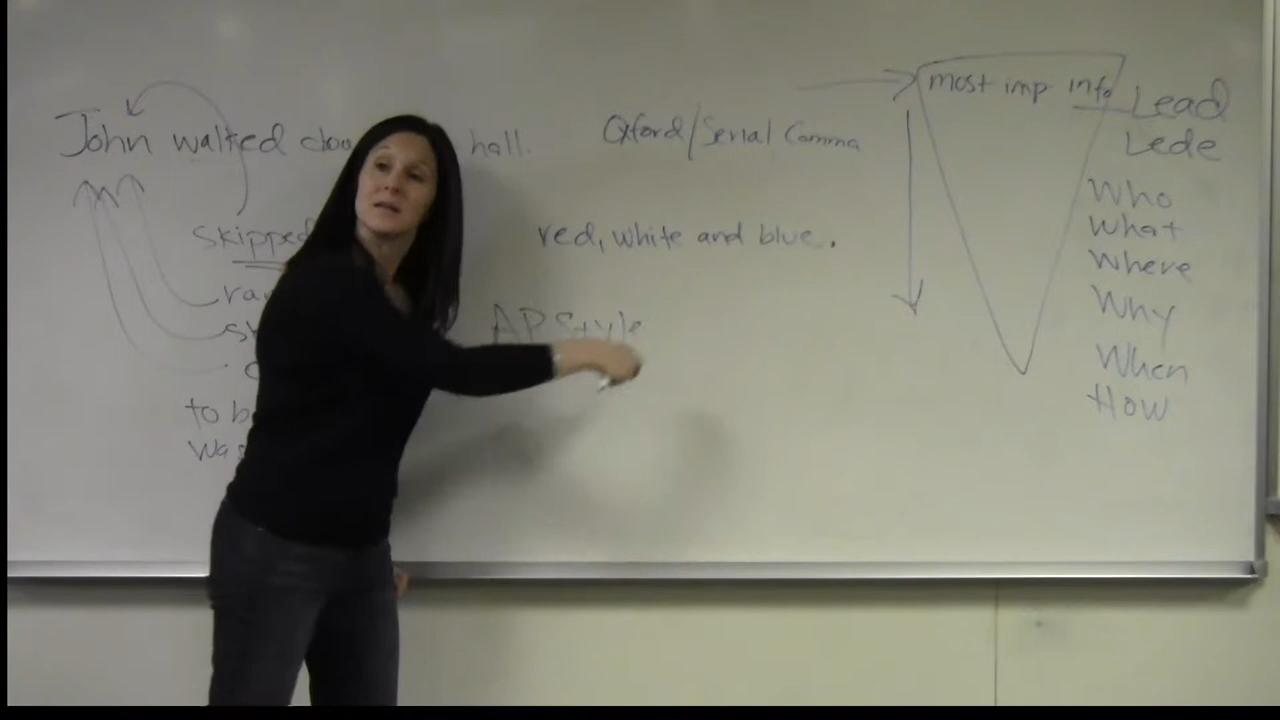 John walked hall.
skipped
to b
was
Oxford/Serial Comma
red, white and blue.
AP Style
most imp info
Lead
Lede
Who
What
Where
Why
When
How